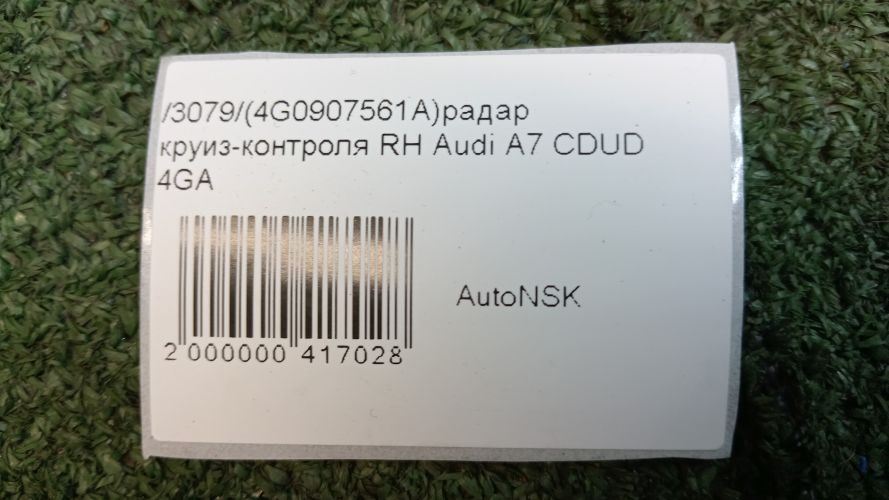 /3079/(4G0907561A)радар
круиз-контроля RH Audi A7 CDUD
4GA
AutoNSK
2 000000 417028